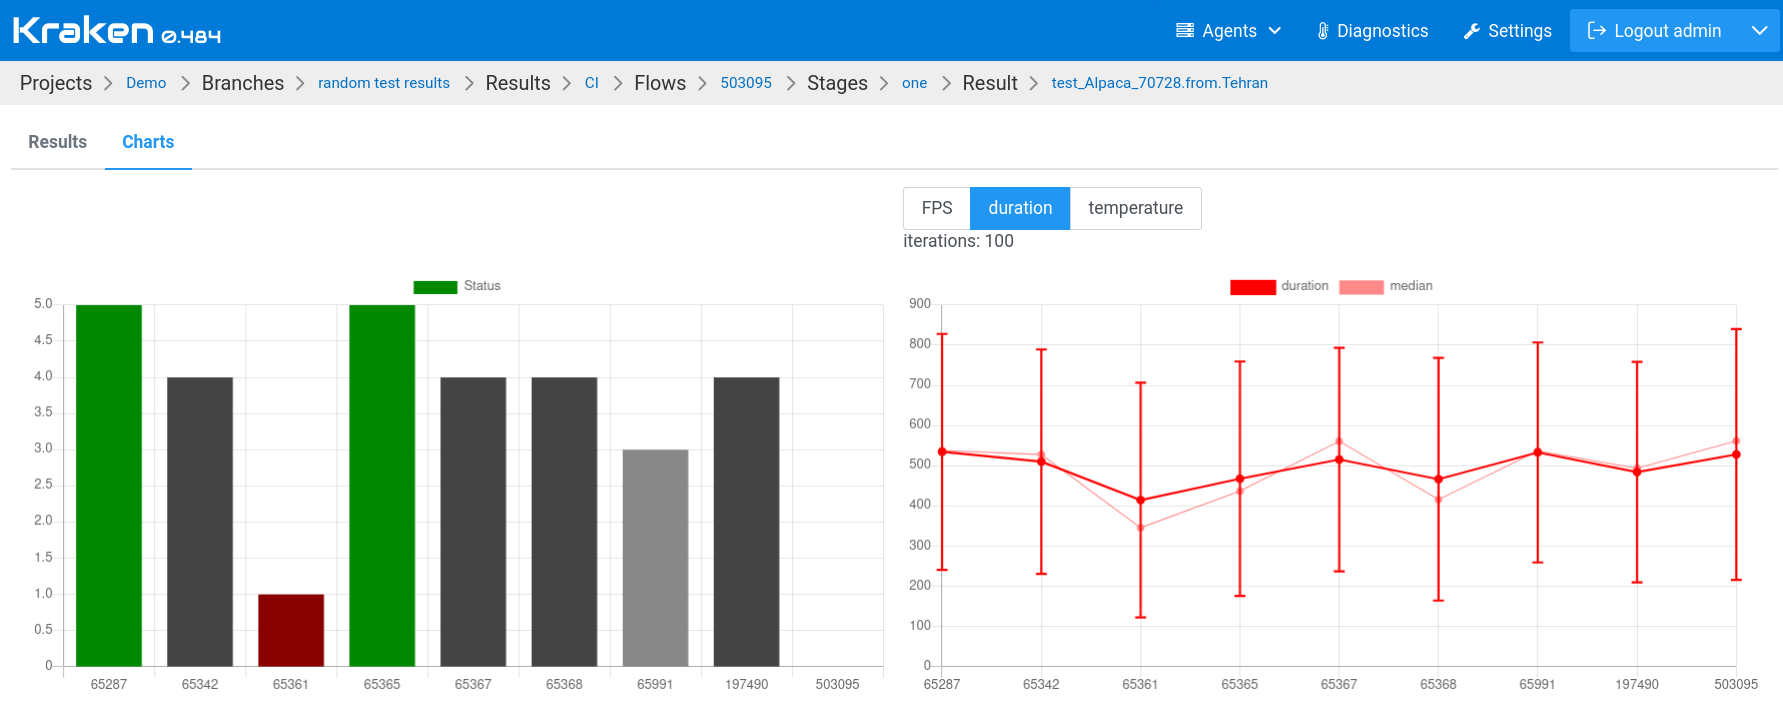 Kraken 0.484 Agents Diagnostics Settings Logout admin
Projects > Demo > Branches > random test results > Results > CI > Flows > 503095 > Stages > one > Result > test_Alpaca_70728.from.Tehran
Results Charts
FPS duration temperature
iterations: 100
Status
5.0
4.5
4.0
3.5
3.0
2.5
2.0
1.5
1.0
0.5
0
65287 65342 65361 65365 65367 65368 65991 197490 503095
duration median
900
800
700
600
500
400
300
200
100
0
65287 65342 65361 65365 65367 65368 65991 197490 503095